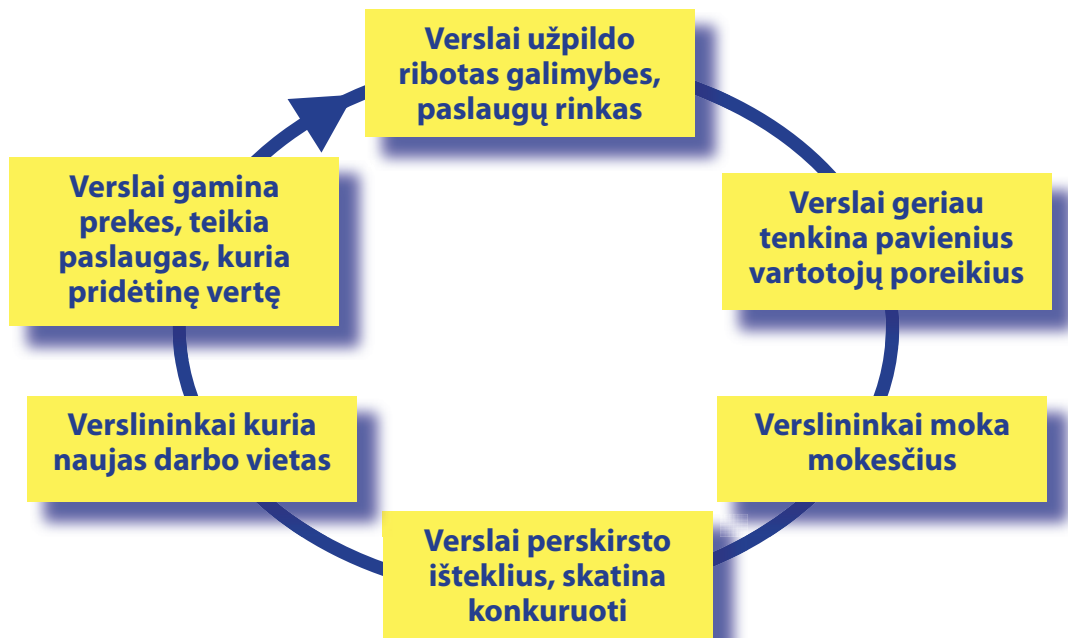 Verslai užpildo
ribotas galimybes,
paslaugų rinkas
Verslai geriau
tenkina pavienius
vartotojų poreikius
Verslininkai moka
mokesčius
Verslai perskirsto
išteklius, skatina
konkuruoti
Verslininkai kuria
naujas darbo vietas
Verslai gamina
prekes, teikia
paslaugas, kuria
pridėtinę vertę